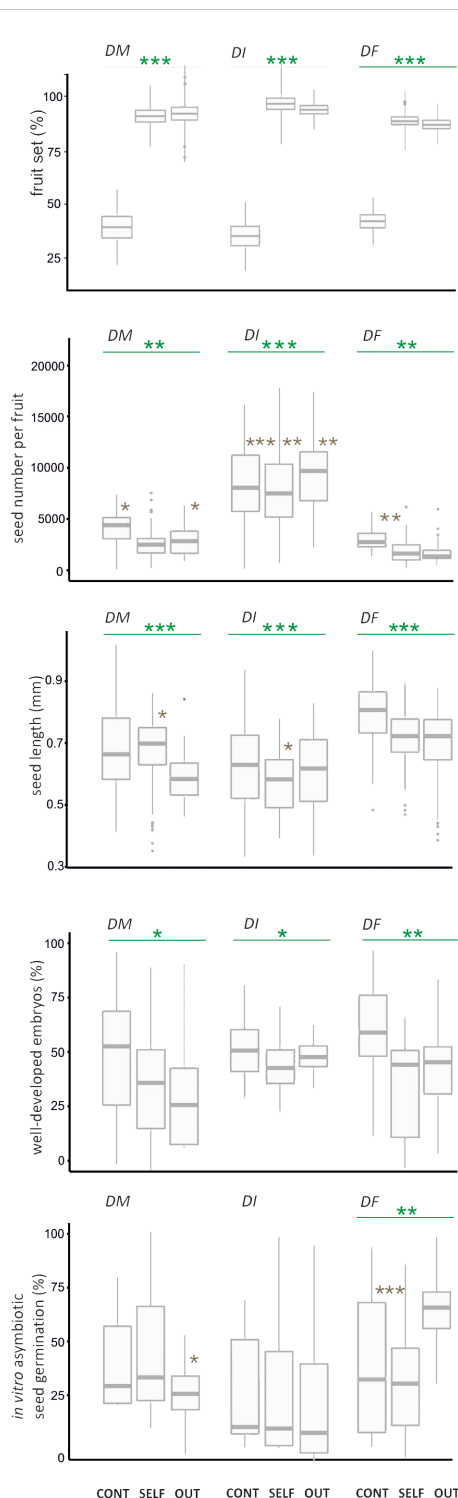 DM DI DF
*** *** ***
fruit set (%)
100
75
50
25
DM DI DF
** *** **
seed number per fruit
20000
15000
10000
5000
0
* * *** ** ** **
DM DI DF
*** *** ***
seed length (mm)
0.9
0.7
0.5
0.3
* *
DM DI DF
* * **
well-developed embryos (%)
100
75
50
25
0
DM DI DF
**
in vitro asymbiotic
seed germination (%)
100
75
50
25
0
* ***
CONT SELF OUT CONT SELF OUT CONT SELF OUT